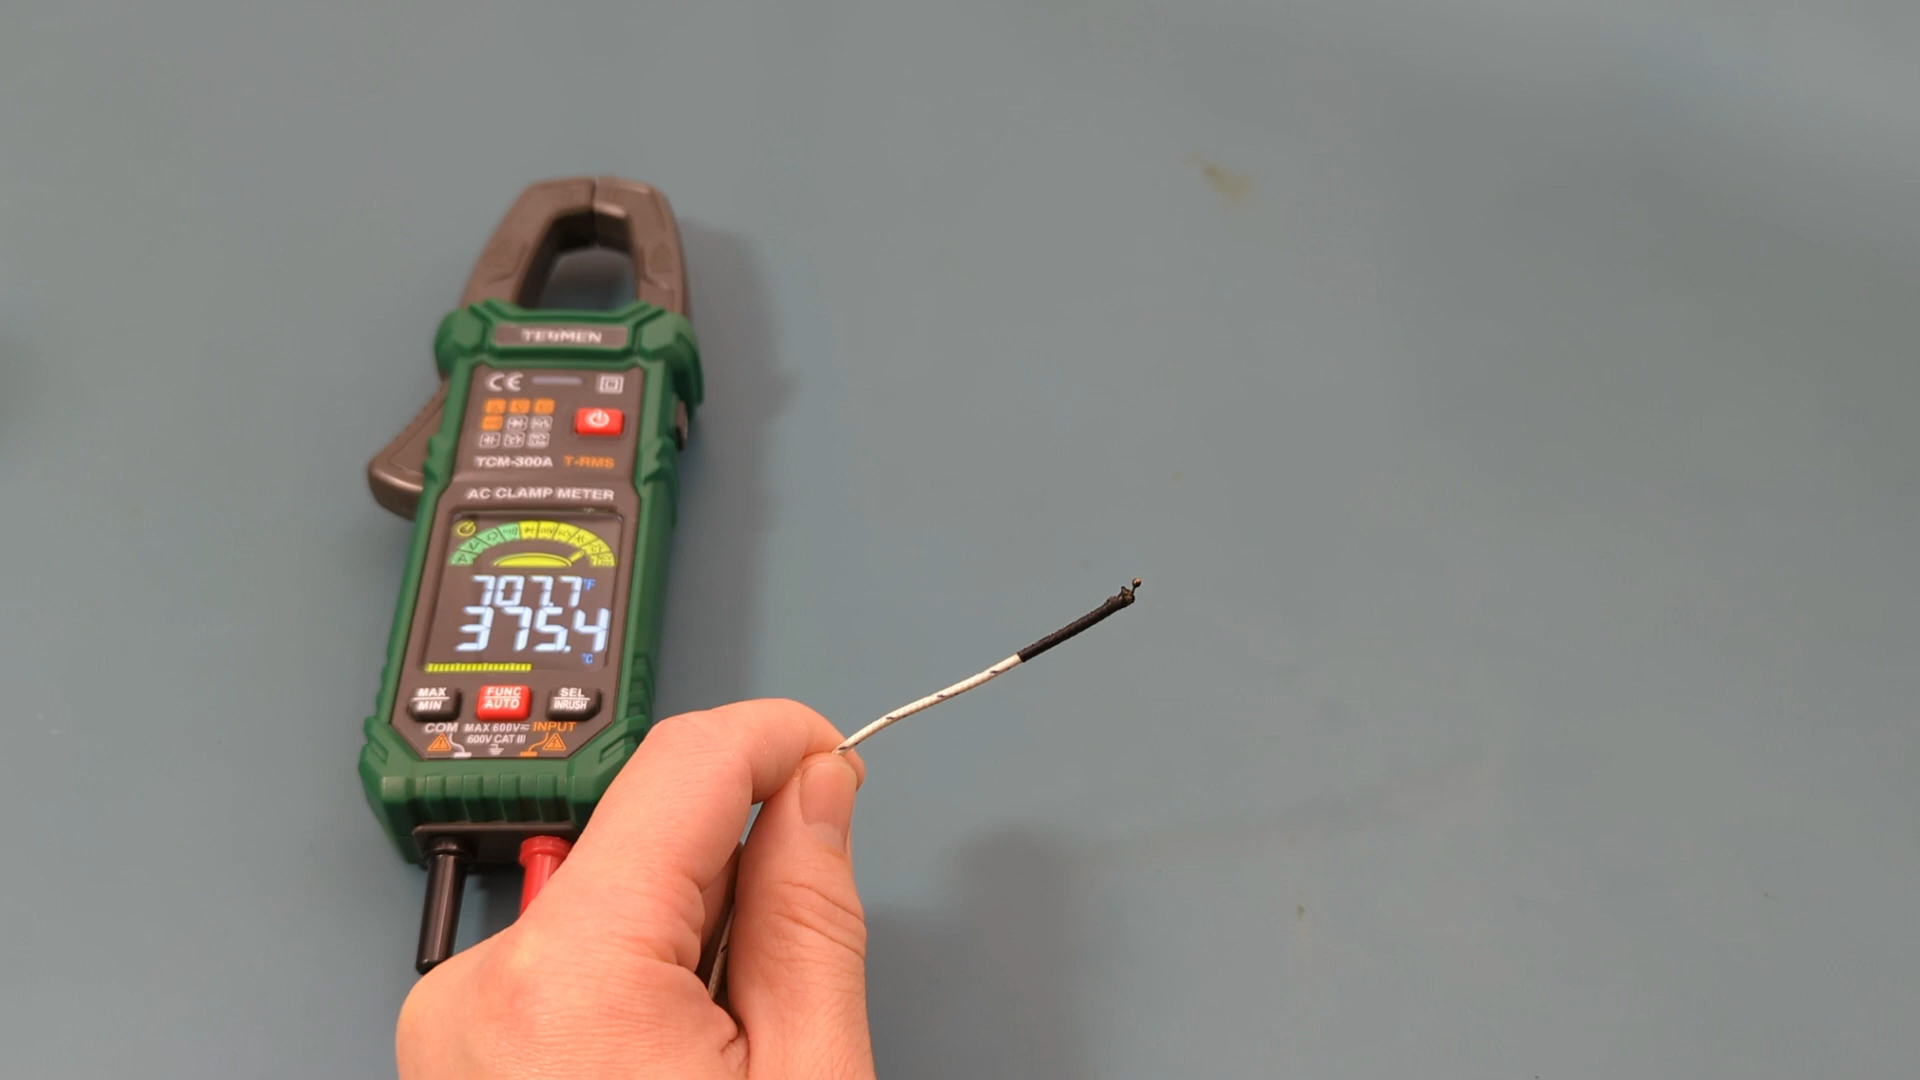 TESMEN
CE
TCM-300A T-RMS
AC CLAMP METER
707.7 °F
375.4
°C
MAX MIN
FUNC AUTO
SEL INRUSH
COM MAX 600V INPUT
600V CAT III